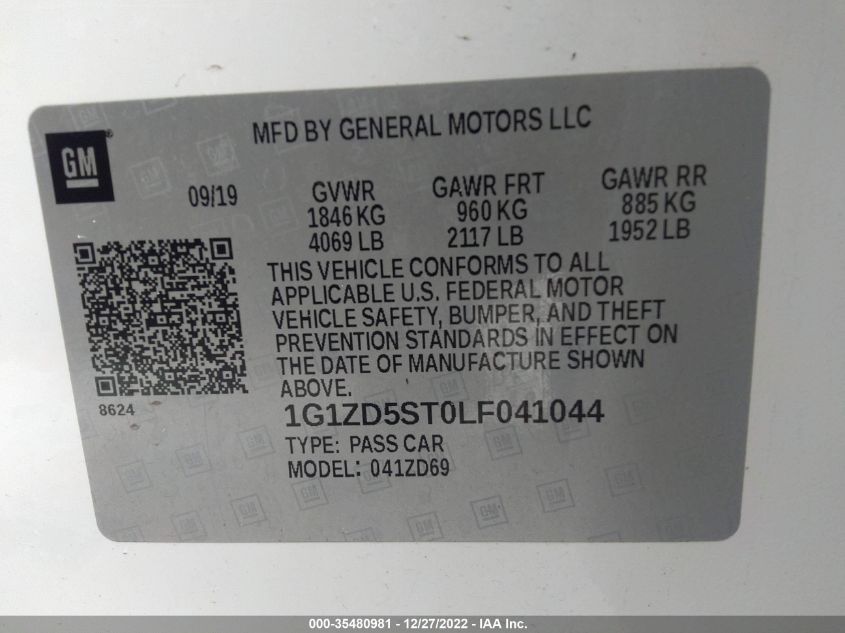 MFD BY GENERAL MOTORS LLC
GM
09/19
GVWR GAWR FRT GAWR RR
1846 KG 960 KG 885 KG
4069 LB 2117 LB 1952 LB
THIS VEHICLE CONFORMS TO ALL
APPLICABLE U.S. FEDERAL MOTOR
VEHICLE SAFETY, BUMPER, AND THEFT
PREVENTION STANDARDS IN EFFECT ON
THE DATE OF MANUFACTURE SHOWN
ABOVE.
8624
1G1ZD5ST0LF041044
TYPE: PASS CAR
MODEL: 041ZD69
000-35480981 - 12/27/2022 - 1G1ZD5ST0LF041044